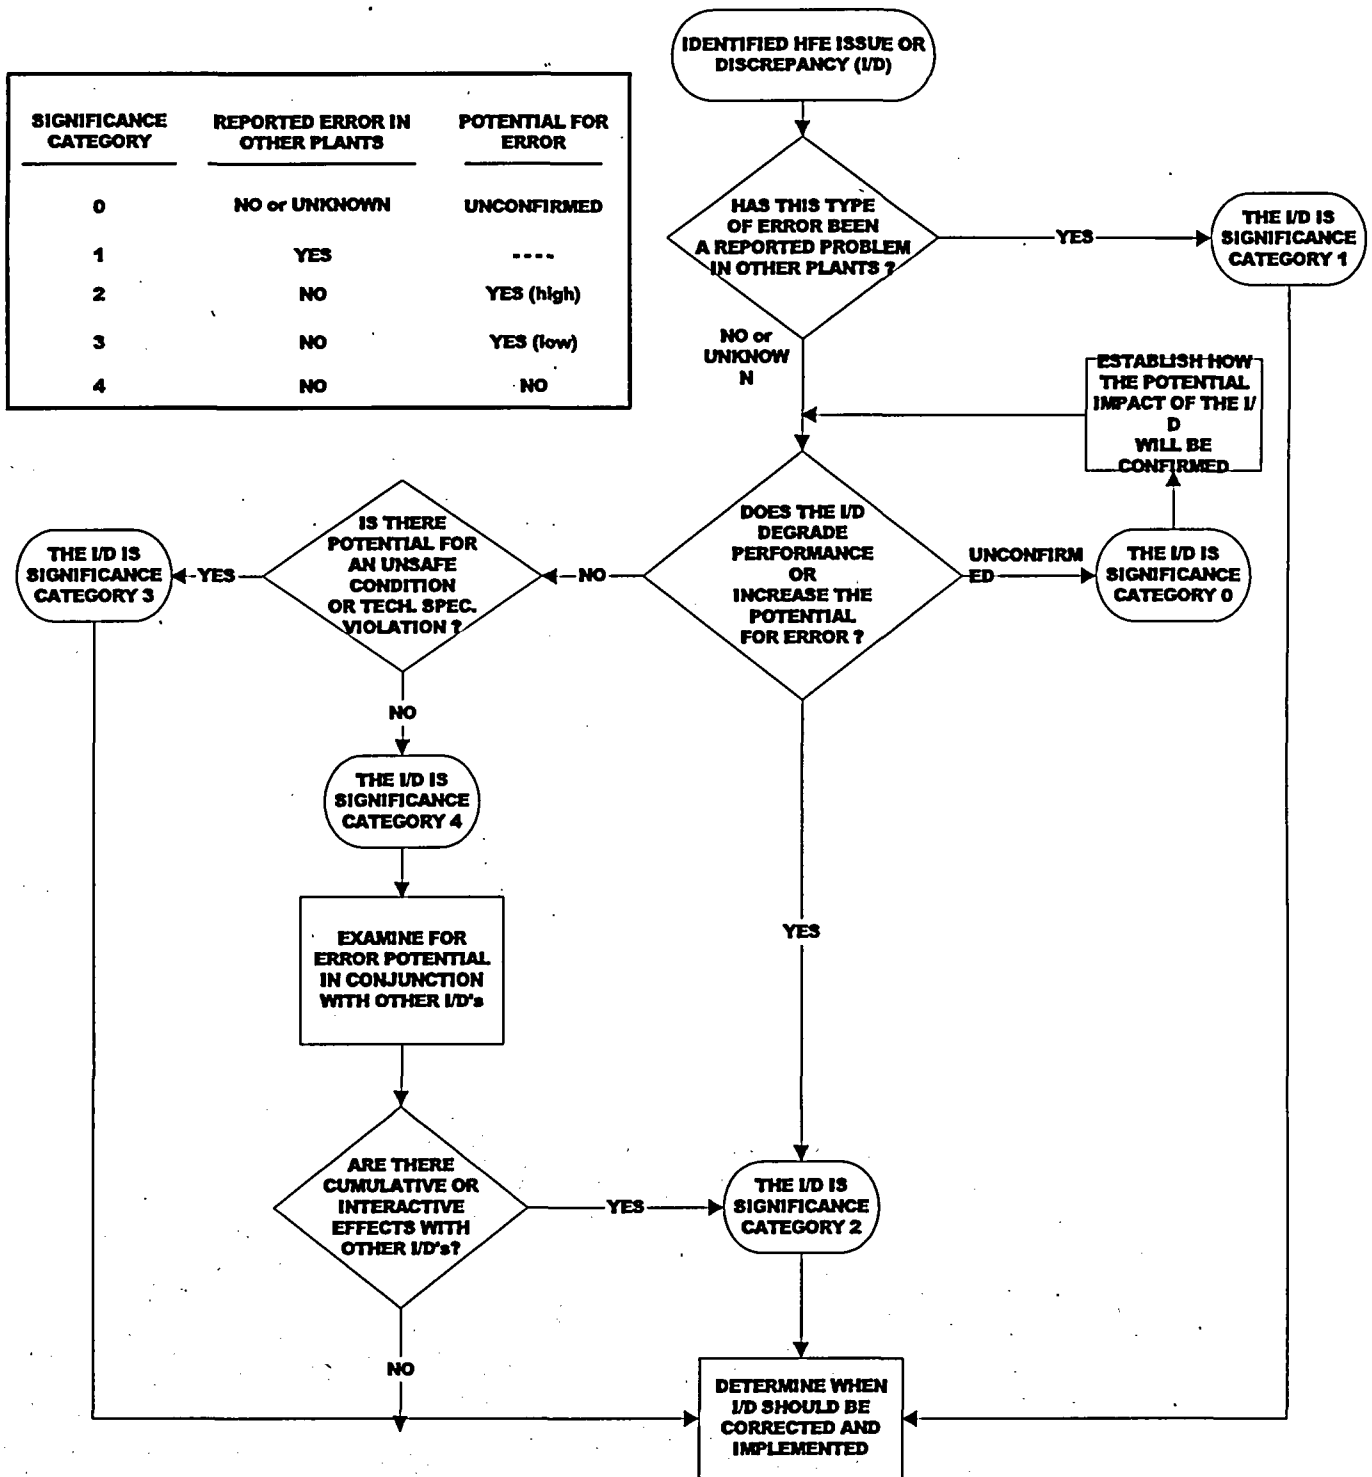 IDENTIFIED HFE ISSUE OR
DISCREPANCY (I/D)
SIGNIFICANCE
CATEGORY
REPORTED ERROR IN
OTHER PLANTS
POTENTIAL FOR
ERROR
0 NO or UNKNOWN UNCONFIRMED
1 YES ----
2 NO YES (high)
3 NO YES (low)
4 NO NO
HAS THIS TYPE
OF ERROR BEEN
A REPORTED PROBLEM
IN OTHER PLANTS ?
YES
THE I/D IS
SIGNIFICANCE
CATEGORY 1
NO or
UNKNOW
N
ESTABLISH HOW
THE POTENTIAL
IMPACT OF THE I/
D
WILL BE
CONFIRMED
THE I/D IS
SIGNIFICANCE
CATEGORY 3
YES
IS THERE
POTENTIAL FOR
AN UNSAFE
CONDITION
OR TECH. SPEC.
VIOLATION ?
NO
DOES THE I/D
DEGRADE
PERFORMANCE
OR
INCREASE THE
POTENTIAL
FOR ERROR ?
UNCONFIRM
ED
THE I/D IS
SIGNIFICANCE
CATEGORY 0
NO
THE I/D IS
SIGNIFICANCE
CATEGORY 4
EXAMINE FOR
ERROR POTENTIAL
IN CONJUNCTION
WITH OTHER I/D's
YES
ARE THERE
CUMULATIVE OR
INTERACTIVE
EFFECTS WITH
OTHER I/D's?
YES
THE I/D IS
SIGNIFICANCE
CATEGORY 2
NO
DETERMINE WHEN
I/D SHOULD BE
CORRECTED AND
IMPLEMENTED